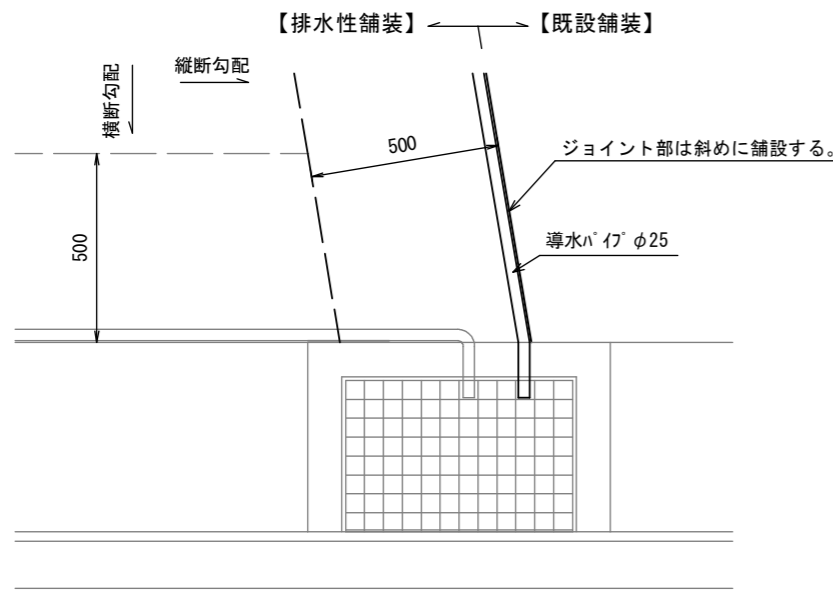 【排水性舗装】
【既設舗装】
縦断勾配
横断勾配
500
ジョイント部は斜めに舗設する。
500
導水ﾊﾟｲﾌﾟ φ25